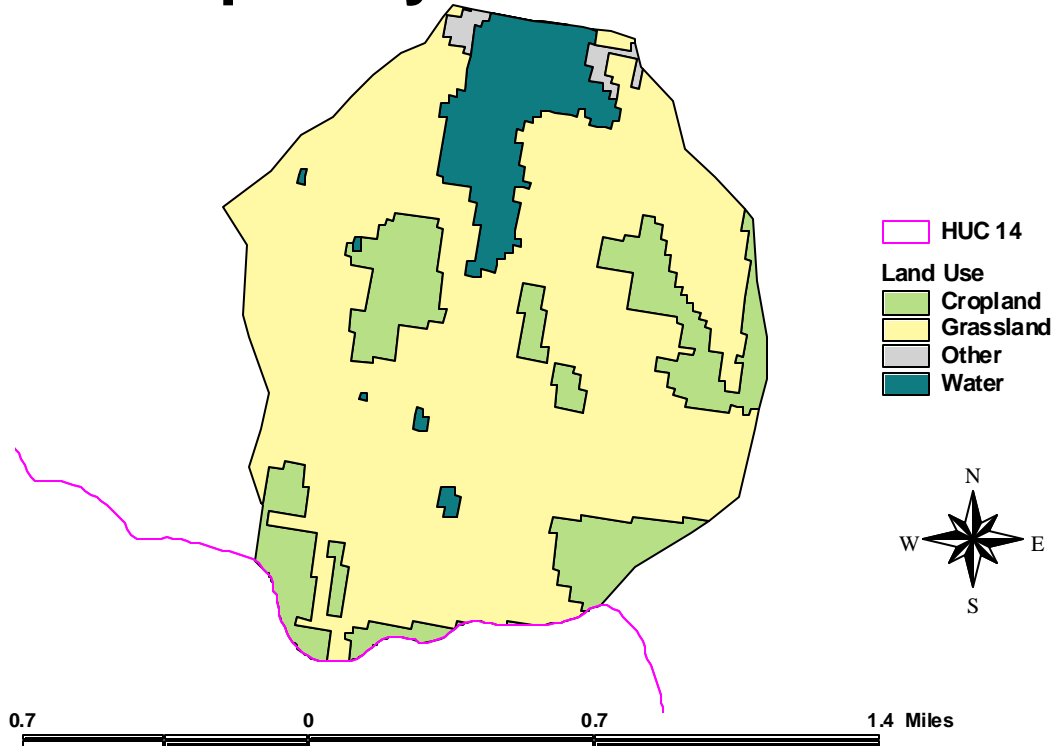 HUC 14
Land Use
Cropland
Grassland
Other
Water
N
W E
S
0.7 0 0.7 1.4 Miles